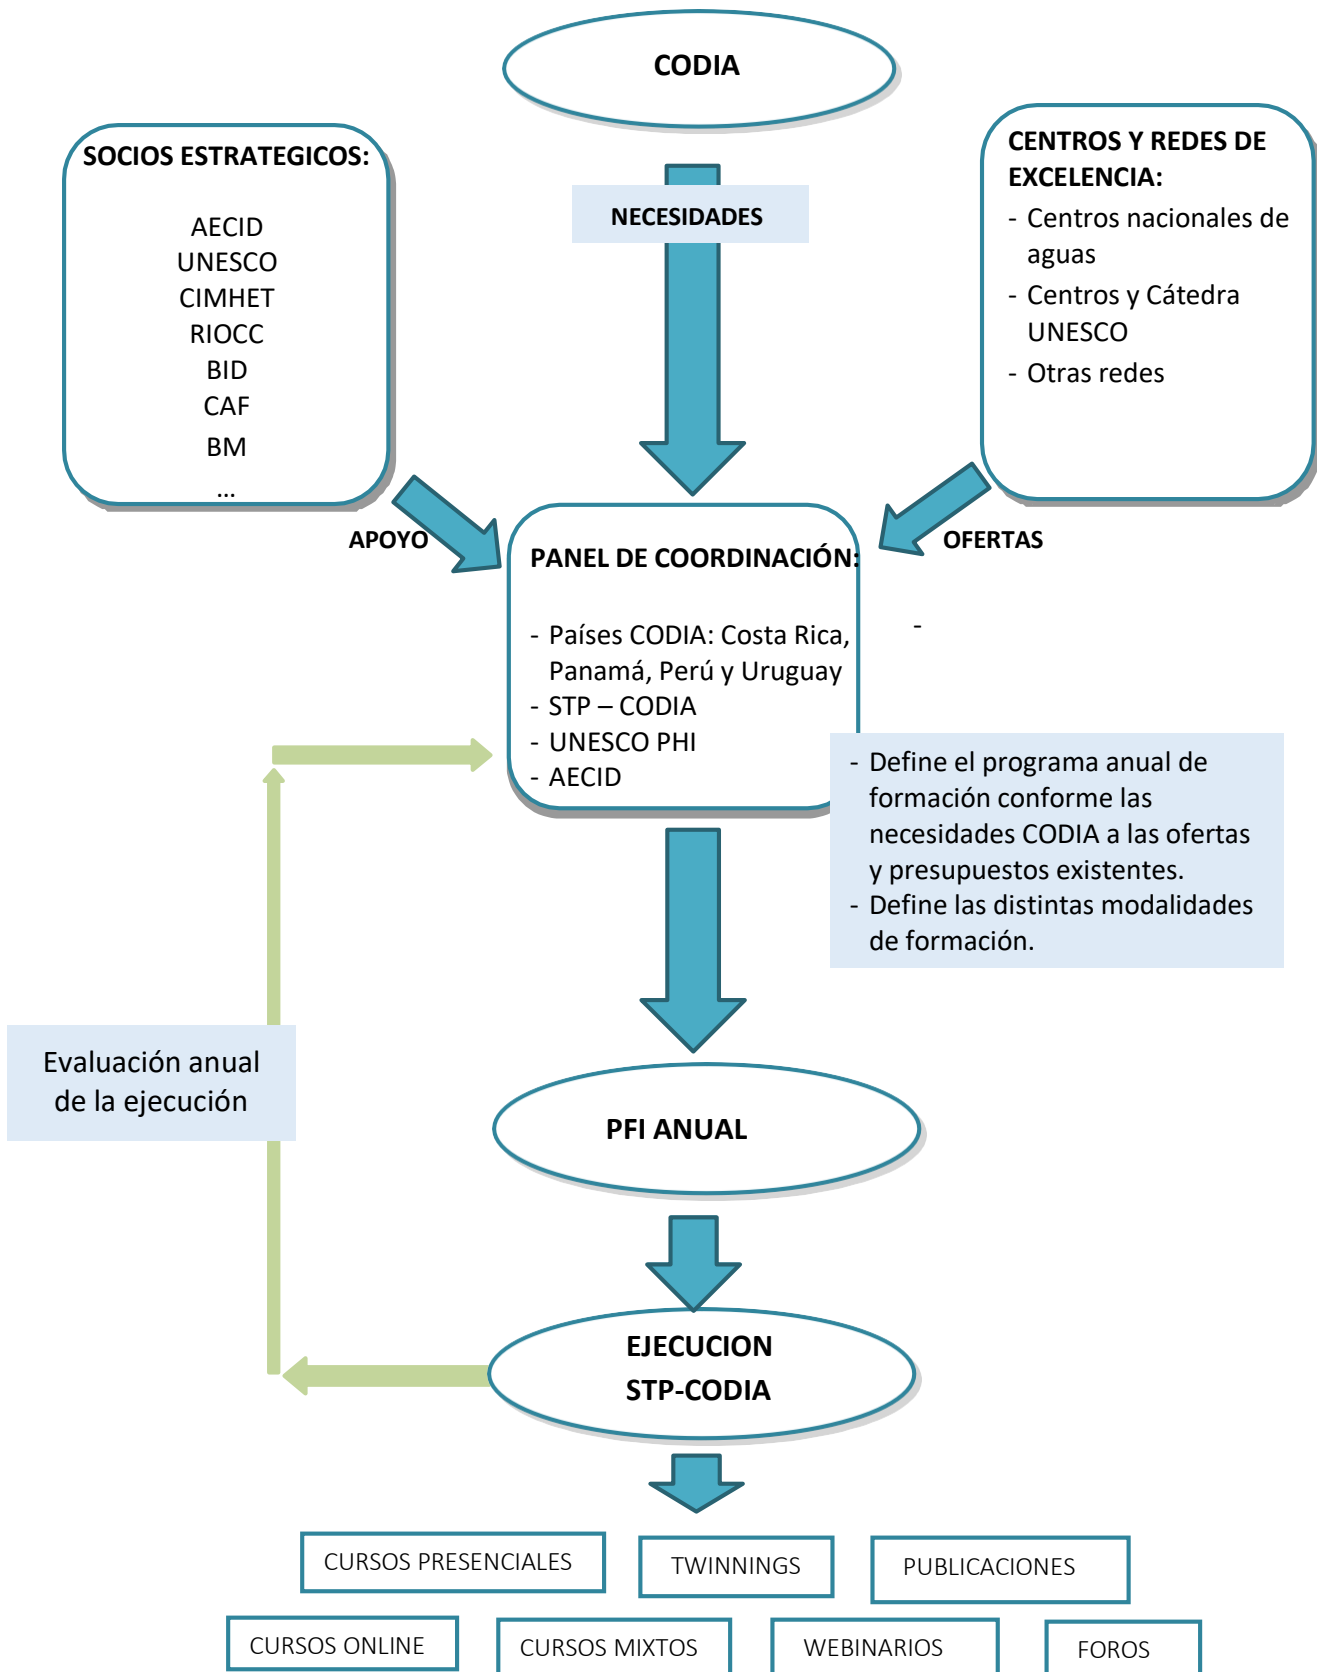 CODIA
SOCIOS ESTRATEGICOS:
AECID
UNESCO
CIMHET
RIOCC
BID
CAF
BM
...
NECESIDADES
CENTROS Y REDES DE
EXCELENCIA:
- Centros nacionales de
aguas
- Centros y Cátedra
UNESCO
- Otras redes
APOYO
OFERTAS
PANEL DE COORDINACIÓN:
- Países CODIA: Costa Rica,
Panamá, Perú y Uruguay
- STP – CODIA
- UNESCO PHI
- AECID
-
- Define el programa anual de
formación conforme las
necesidades CODIA a las ofertas
y presupuestos existentes.
- Define las distintas modalidades
de formación.
Evaluación anual
de la ejecución
PFI ANUAL
EJECUCION
STP-CODIA
CURSOS PRESENCIALES
TWINNINGS
PUBLICACIONES
CURSOS ONLINE
CURSOS MIXTOS
WEBINARIOS
FOROS